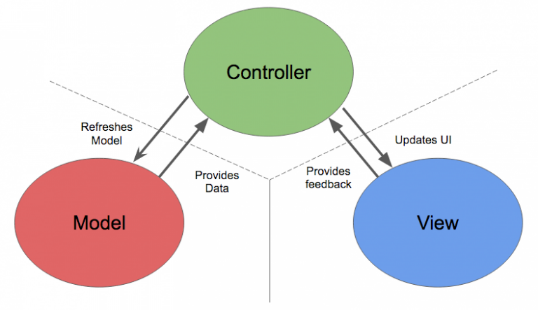 Controller
Refreshes
Model
Updates UI
Provides
Data
Provides
feedback
Model
View